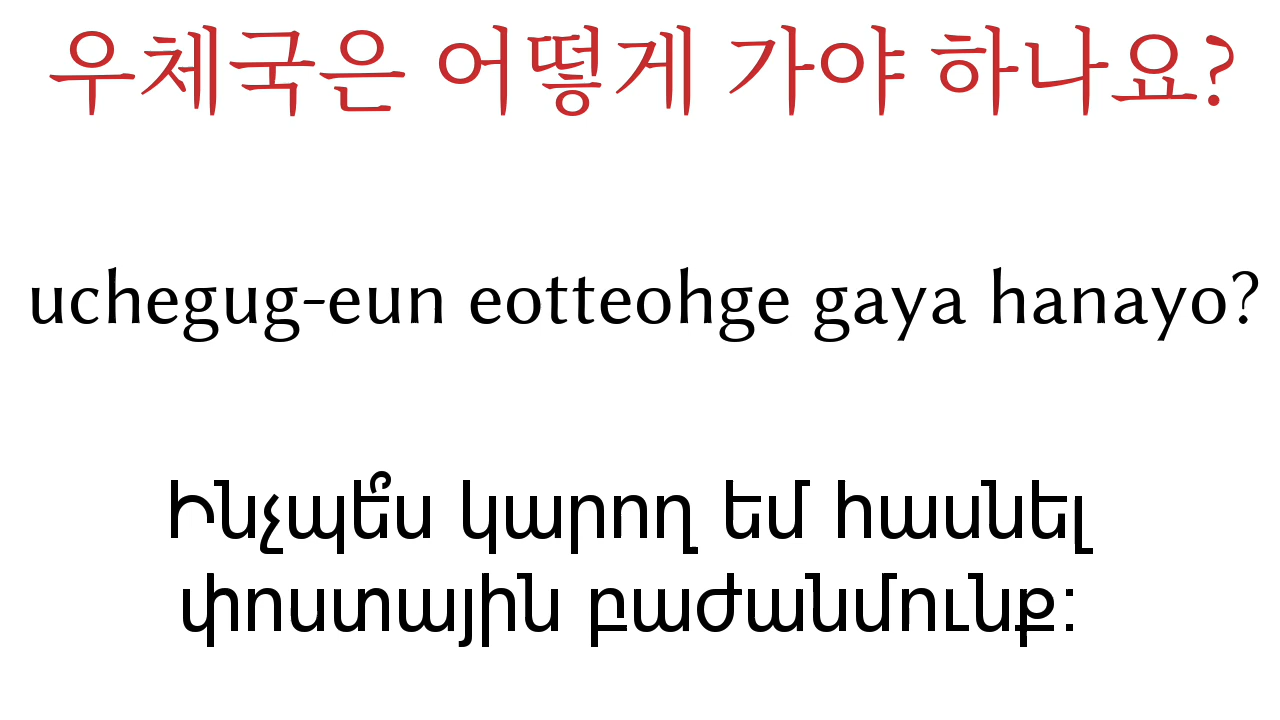 우체국은 어떻게 가야 하나요?
uchegug-eun eotteohge gaya hanayo?
Ինչպե՞ս կարող եմ հասնել
փոստային բաժանմունք: